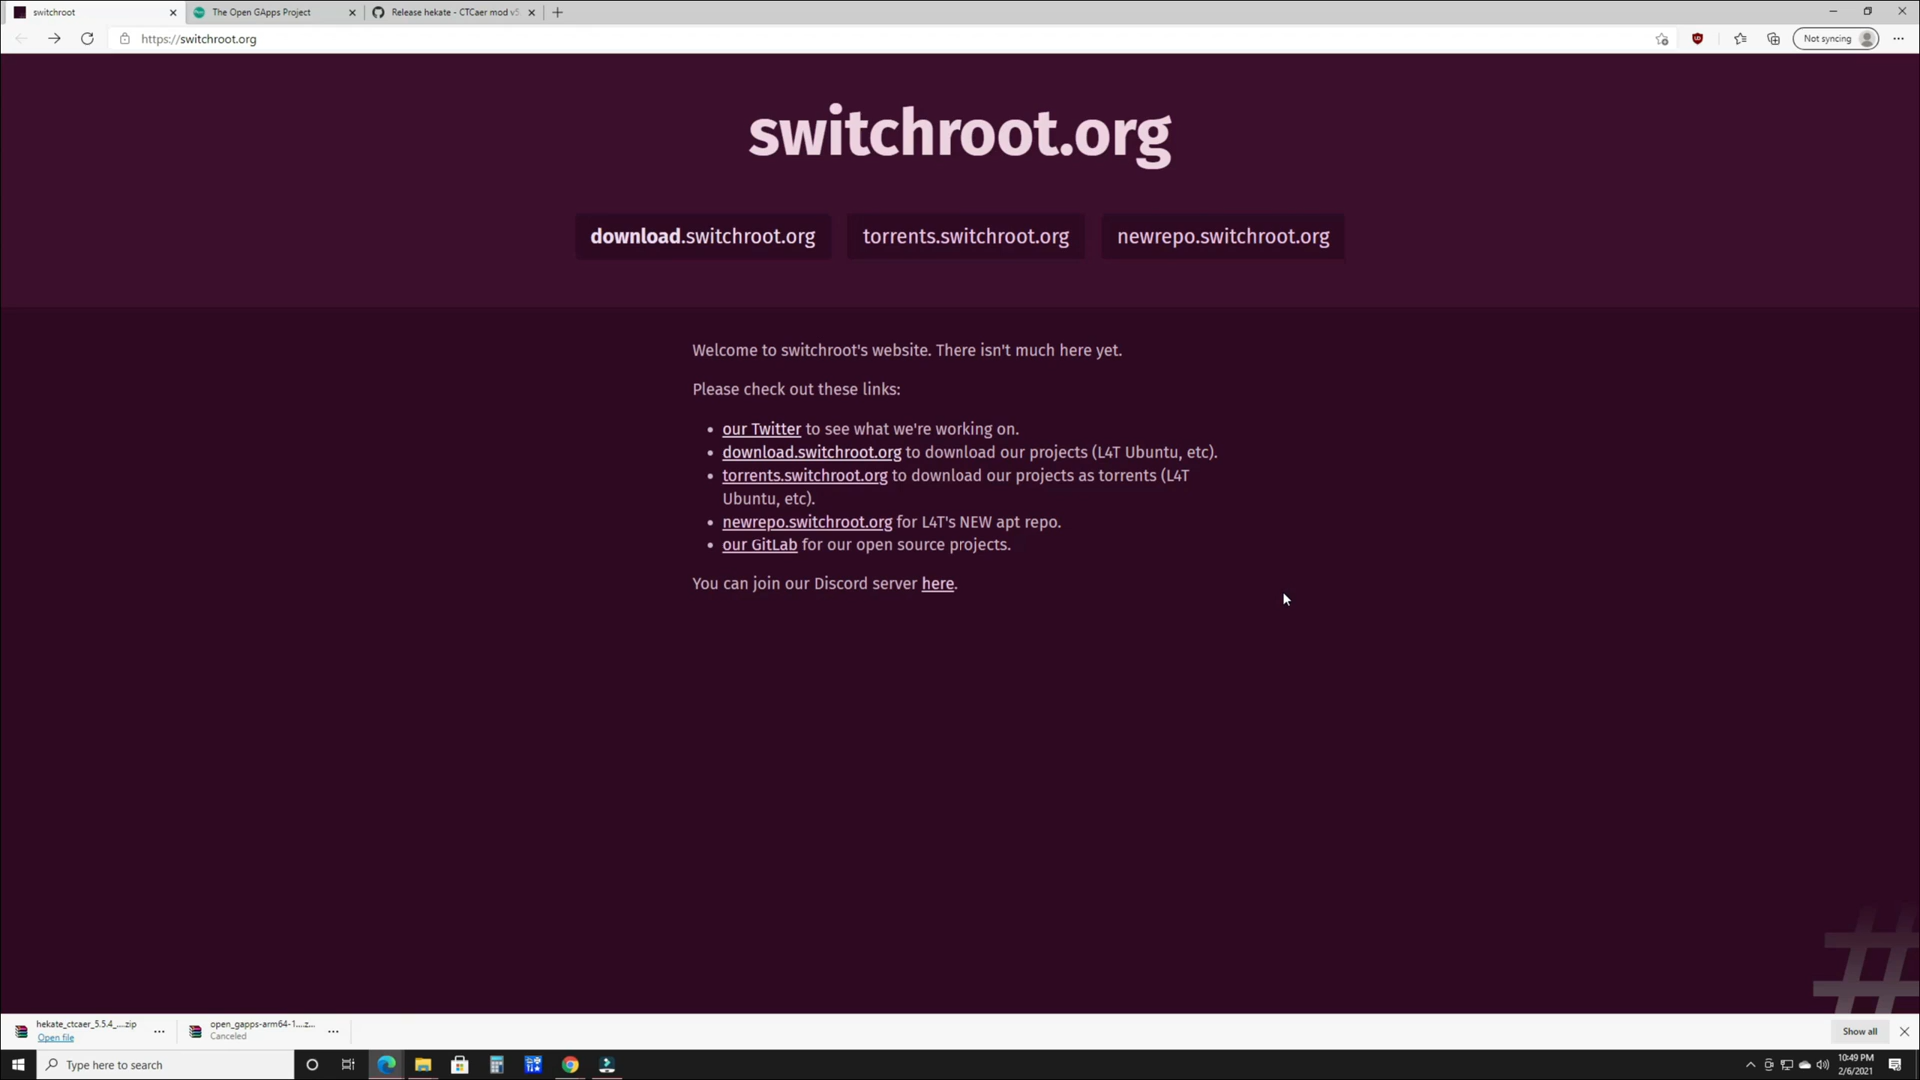 switchroot
The Open GApps Project
Release hekate - CTCaer mod v5
https://switchroot.org
Not syncing
switchroot.org
download.switchroot.org
torrents.switchroot.org
newrepo.switchroot.org
Welcome to switchroot's website. There isn't much here yet.
Please check out these links:
• our Twitter to see what we're working on.
• download.switchroot.org to download our projects (L4T Ubuntu, etc).
• torrents.switchroot.org to download our projects as torrents (L4T
Ubuntu, etc).
• newrepo.switchroot.org for L4T's NEW apt repo.
• our GitLab for our open source projects.
You can join our Discord server here.
#
hekate_ctcaer_5.5.4_....zip
Open file
open_gapps-arm64-1....z...
Canceled
Show all
Type here to search
10:49 PM
2/6/2021